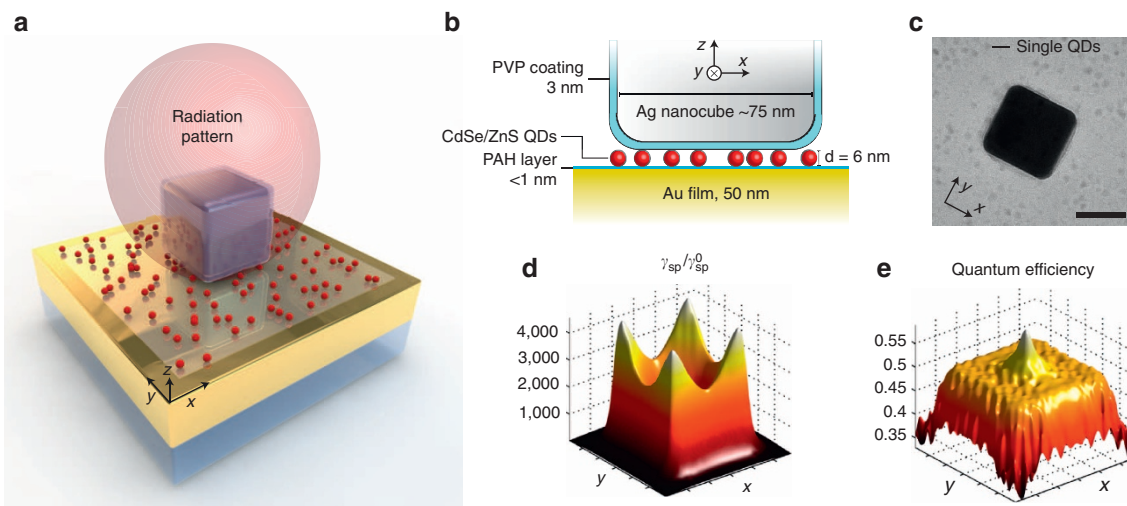 a
Radiation
pattern
z
y
x
b
z
y
x
PVP coating
3 nm
Ag nanocube ~75 nm
CdSe/ZnS QDs
PAH layer
<1 nm
d = 6 nm
Au film, 50 nm
c
Single QDs
y
x
d
γsp/γ⁰sp
4,000
3,000
2,000
1,000
y
x
e
Quantum efficiency
0.55
0.5
0.45
0.4
0.35
y
x